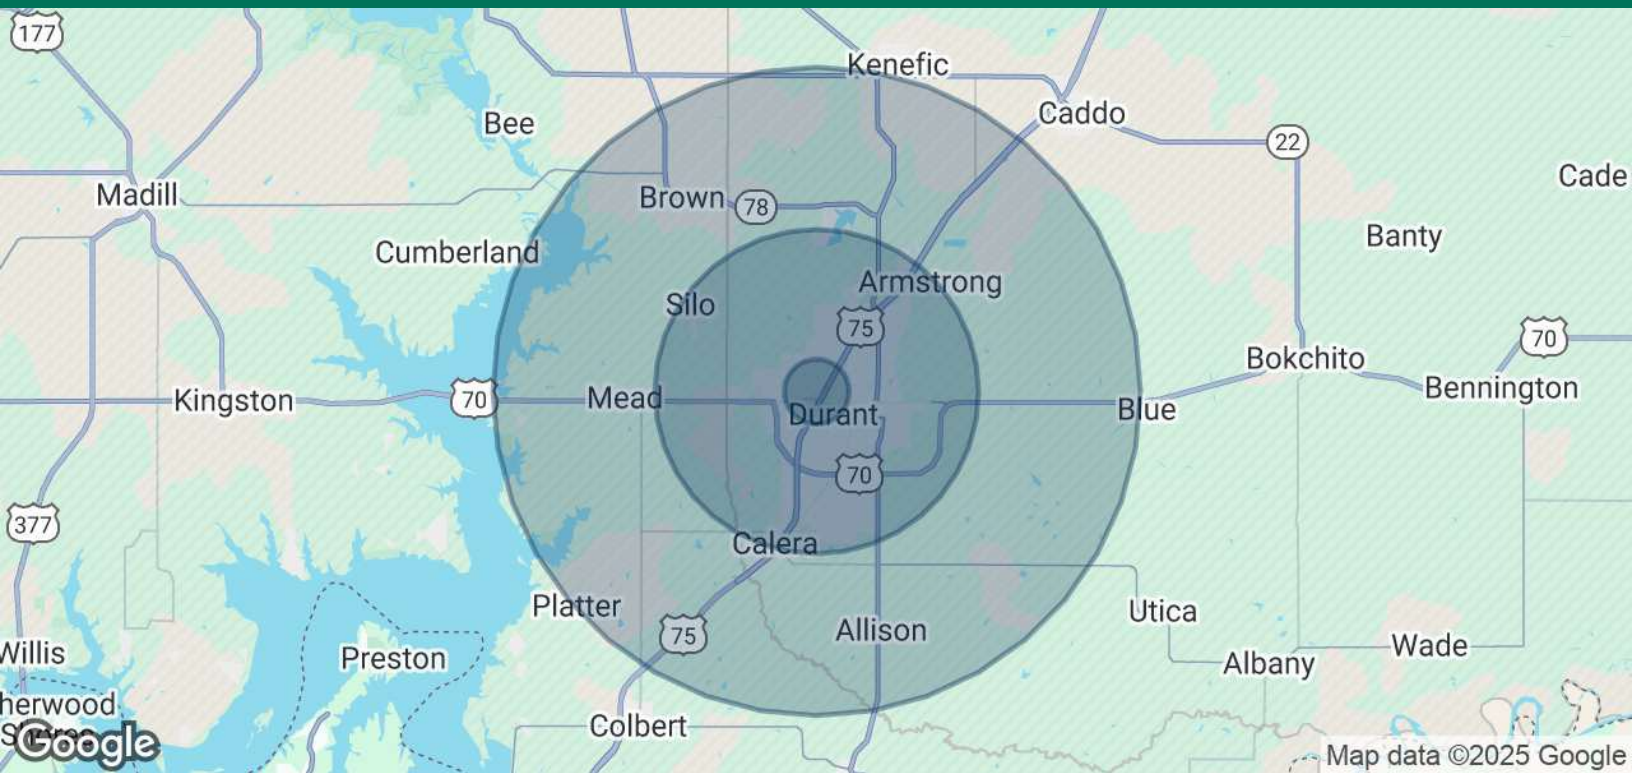 177
Kenefic
Caddo
Bee
22
Cade
Madill
Brown
78
Banty
Cumberland
Armstrong
Silo
75
70
Bokchito
Bennington
Kingston
70
Mead
Durant
Blue
70
377
Calera
Platter
75
Allison
Utica
Willis
Preston
Wade
Albany
herwood
Shores
Colbert
Google
Map data ©2025 Google